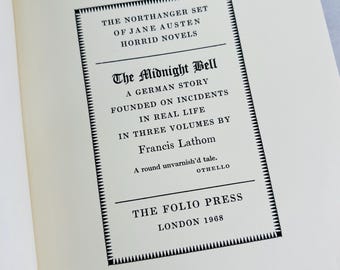 THE NORTHANGER SET
OF JANE AUSTEN
HORRID NOVELS
The Midnight Bell
A GERMAN STORY
FOUNDED ON INCIDENTS
IN REAL LIFE
IN THREE VOLUMES BY
Francis Lathom
A round unvarnish'd tale.
OTHELLO
THE FOLIO PRESS
LONDON 1968